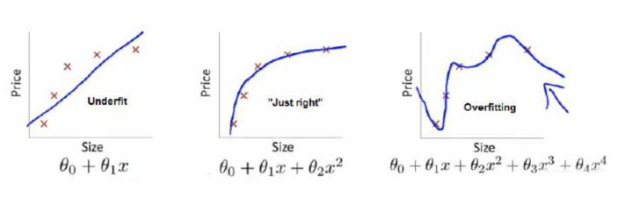 Price
Underfit
Size
θ₀ + θ₁x
Price
"Just right"
Size
θ₀ + θ₁x + θ₂x²
Price
Overfitting
Size
θ₀ + θ₁x + θ₂x² + θ₃x³ + θ₄x⁴